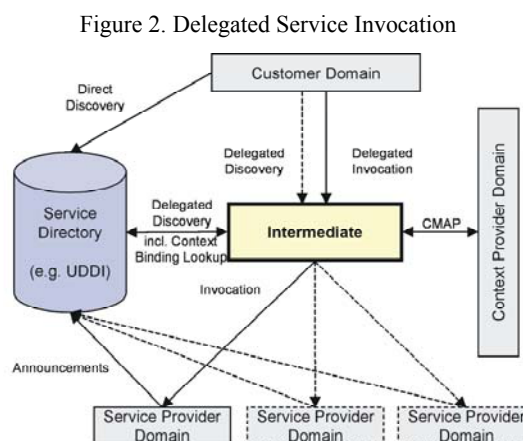 Figure 2. Delegated Service Invocation
Customer Domain
Direct
Discovery
Delegated
Discovery
Delegated
Invocation
Service
Directory
(e.g. UDDI)
Delegated
Discovery
incl. Context
Binding Lookup
Intermediate
CMAP
Context Provider Domain
Invocation
Announcements
Service Provider
Domain
Service Provider
Domain
Service Provider
Domain